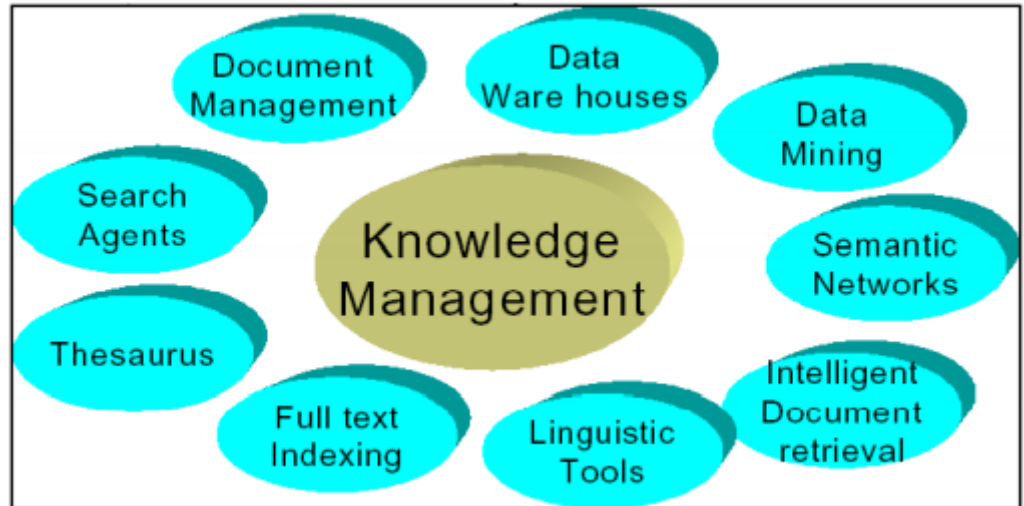 Document
Management
Data
Ware houses
Data
Mining
Search
Agents
Knowledge
Management
Semantic
Networks
Thesaurus
Full text
Indexing
Linguistic
Tools
Intelligent
Document
retrieval